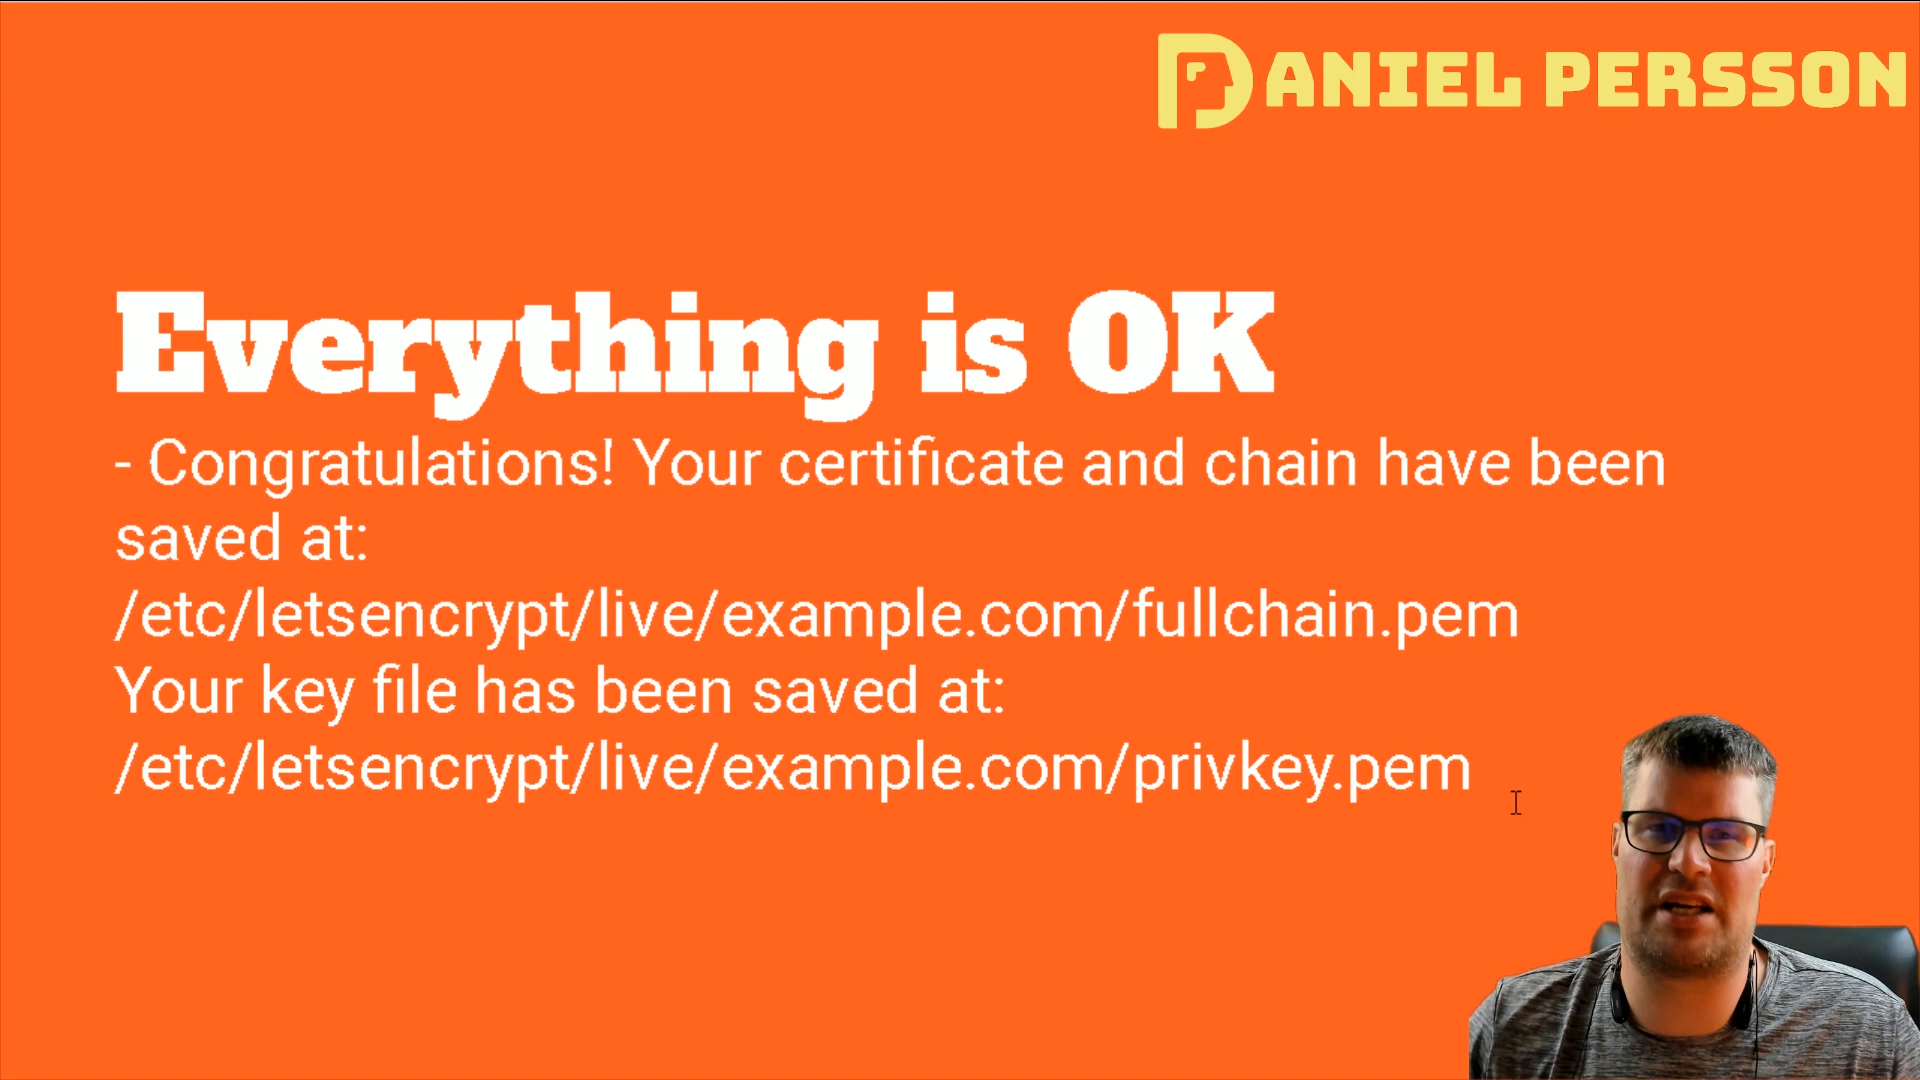 DANIEL PERSSON
Everything is OK
- Congratulations! Your certificate and chain have been
saved at:
/etc/letsencrypt/live/example.com/fullchain.pem
Your key file has been saved at:
/etc/letsencrypt/live/example.com/privkey.pem